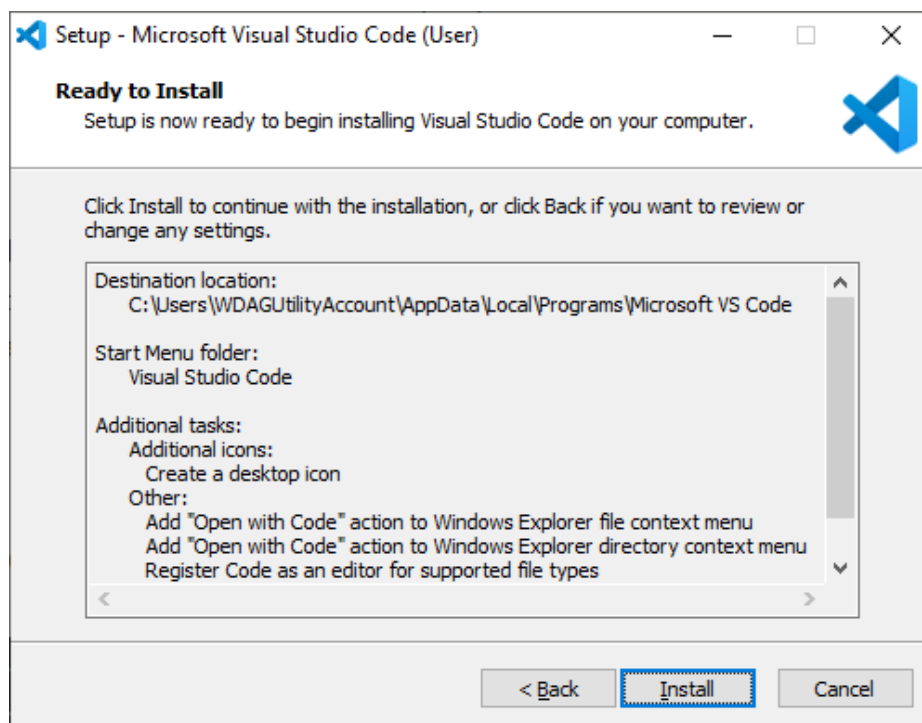 Setup - Microsoft Visual Studio Code (User)
Ready to Install
Setup is now ready to begin installing Visual Studio Code on your computer.
Click Install to continue with the installation, or click Back if you want to review or
change any settings.
Destination location:
C:\Users\WDAGUtilityAccount\AppData\Local\Programs\Microsoft VS Code
Start Menu folder:
Visual Studio Code
Additional tasks:
Additional icons:
Create a desktop icon
Other:
Add "Open with Code" action to Windows Explorer file context menu
Add "Open with Code" action to Windows Explorer directory context menu
Register Code as an editor for supported file types
< Back Install Cancel